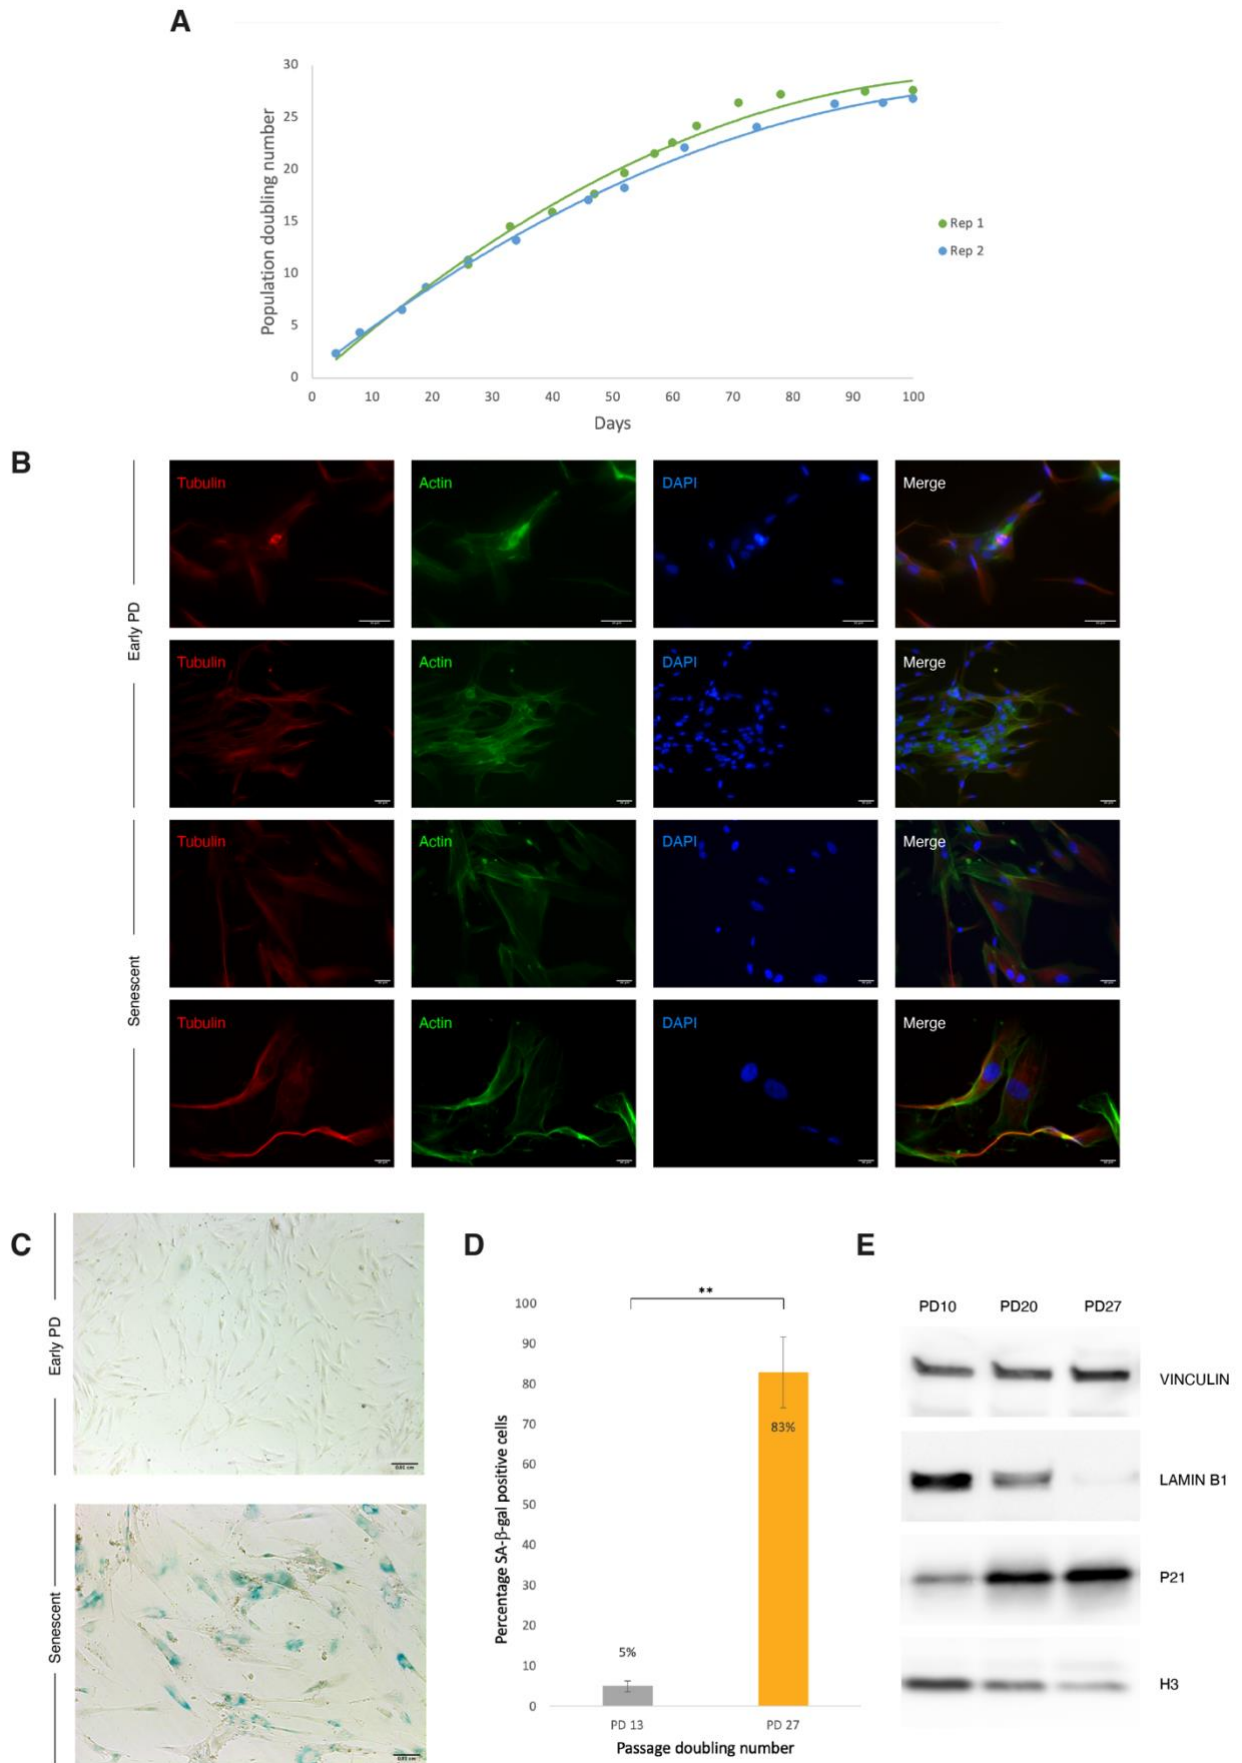 A
30
25
20
15
10
5
0
Population doubling number
0 10 20 30 40 50 60 70 80 90 100
Days
Rep 1
Rep 2
B
Early PD
Tubulin Actin DAPI Merge
Tubulin Actin DAPI Merge
Senescent
Tubulin Actin DAPI Merge
Tubulin Actin DAPI Merge
C
Early PD
Senescent
D
**
100
90
80
70
60
50
40
30
20
10
0
Percentage SA-β-gal positive cells
5%
83%
PD 13 PD 27
Passage doubling number
E
PD10 PD20 PD27
VINCULIN
LAMIN B1
P21
H3